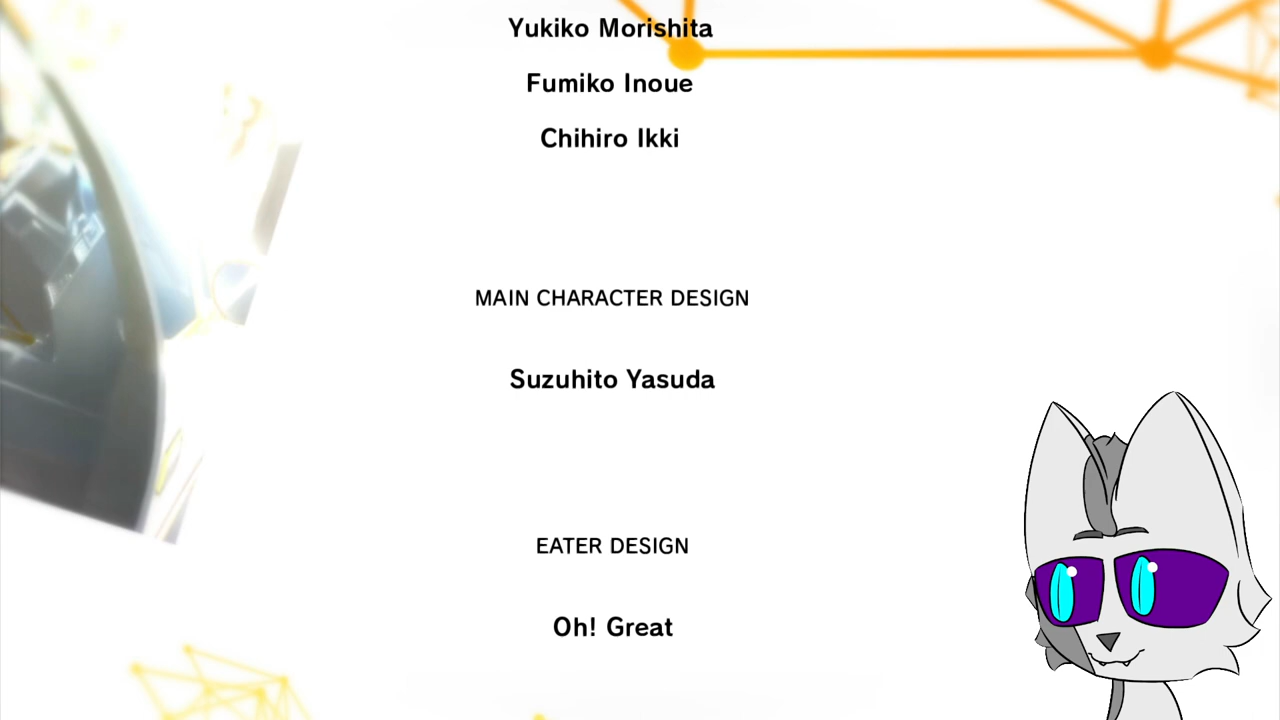 Yukiko Morishita
Fumiko Inoue
Chihiro Ikki
MAIN CHARACTER DESIGN
Suzuhito Yasuda
EATER DESIGN
Oh! Great